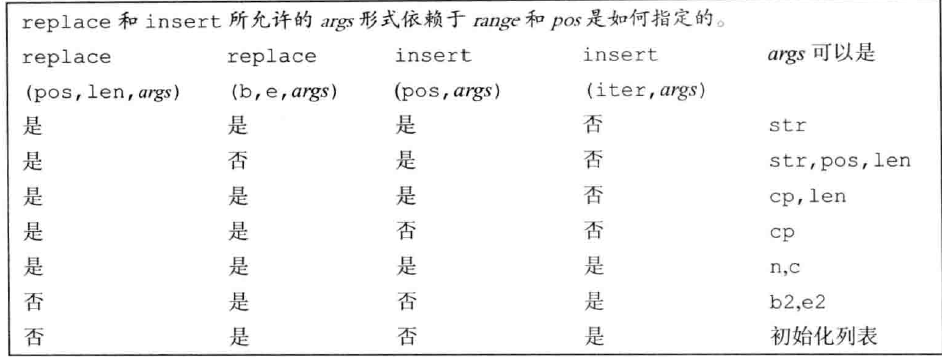 replace 和 insert 所允许的 args 形式依赖于 range 和 pos 是如何指定的。
replace replace insert insert args 可以是
(pos,len,args) (b,e,args) (pos,args) (iter,args)
是 是 是 否 str
是 否 是 否 str,pos,len
是 是 是 否 cp,len
是 是 否 否 cp
是 是 是 是 n,c
否 是 否 是 b2,e2
否 是 否 是 初始化列表